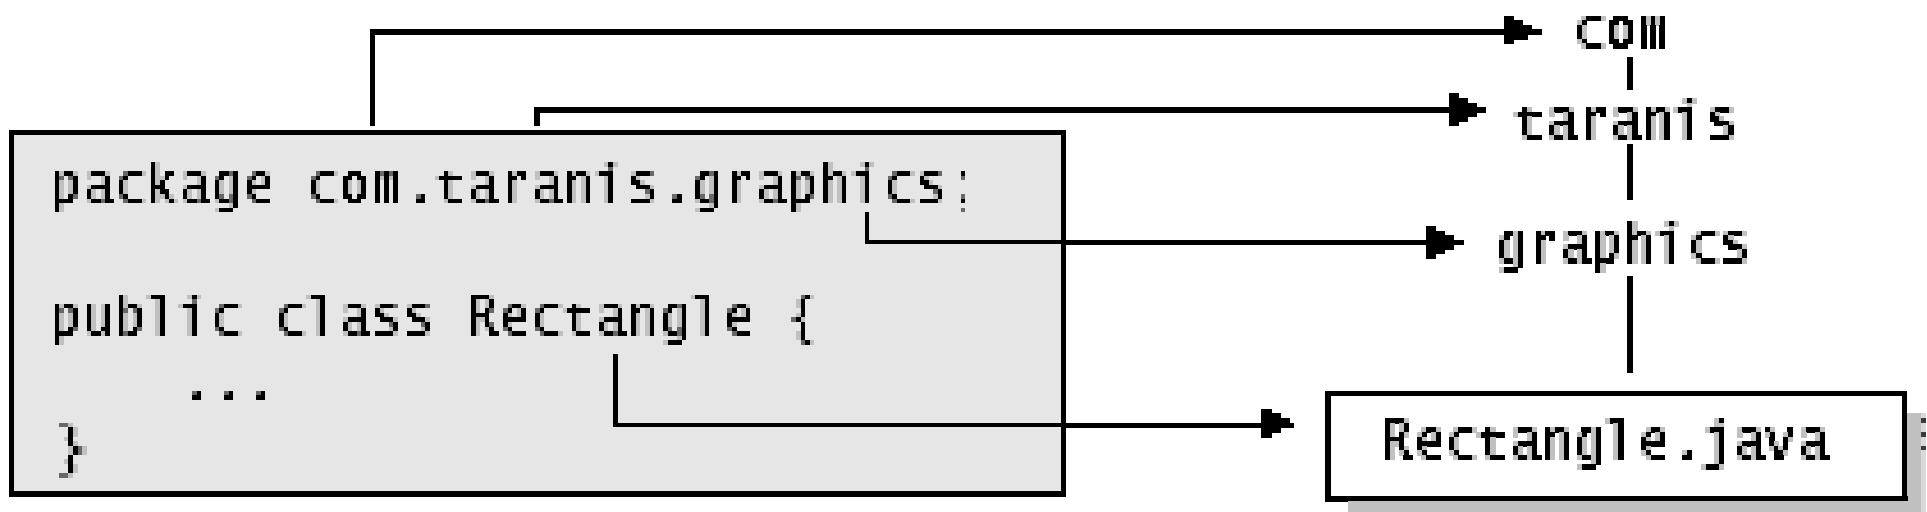 com
taranis
package com.taranis.graphics;
graphics
public class Rectangle {
...
}
Rectangle.java